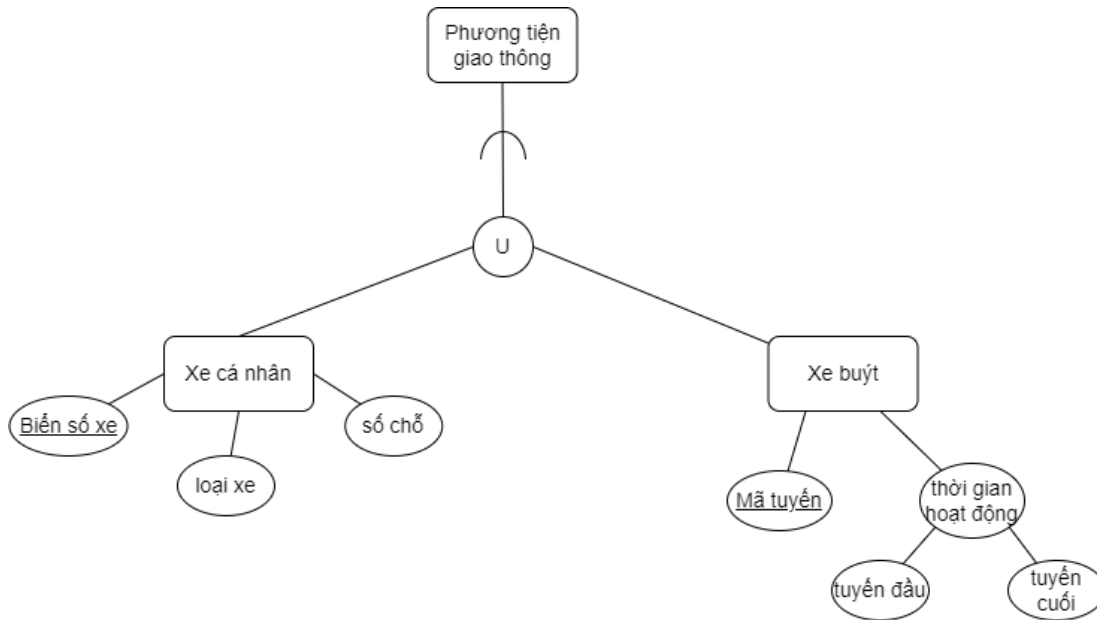 Phương tiện
giao thông
U
Xe cá nhân
Xe buýt
Biển số xe
số chỗ
loại xe
Mã tuyến
thời gian
hoạt động
tuyến đầu
tuyến
cuối